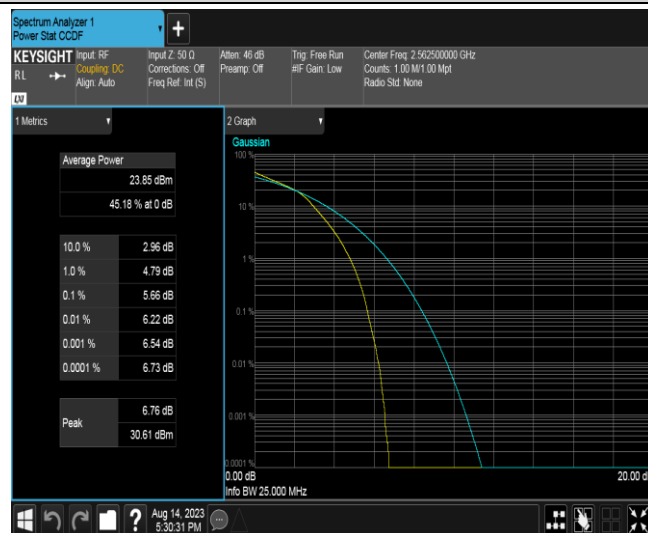 Spectrum Analyzer 1
Power Stat CCDF
+
KEYSIGHT Input: RF Input Z: 50 Ω Atten: 46 dB Trig: Free Run Center Freq: 2.562500000 GHz
RL Coupling: DC Corrections: Off Preamp: Off #IF Gain: Low Counts: 1.00 M/1.00 Mpt
Align: Auto Freq Ref: Int (S) Radio Std: None
LXI
1 Metrics
Average Power
23.85 dBm
45.18 % at 0 dB
10.0 % 2.96 dB
1.0 % 4.79 dB
0.1 % 5.66 dB
0.01 % 6.22 dB
0.001 % 6.54 dB
0.0001 % 6.73 dB
Peak 6.76 dB
30.61 dBm
2 Graph
Gaussian
100 %
10 %
1 %
0.1 %
0.01 %
0.001 %
0.0001 %
0.00 dB 20.00 d
Info BW 25.000 MHz
? Aug 14, 2023
5:30:31 PM